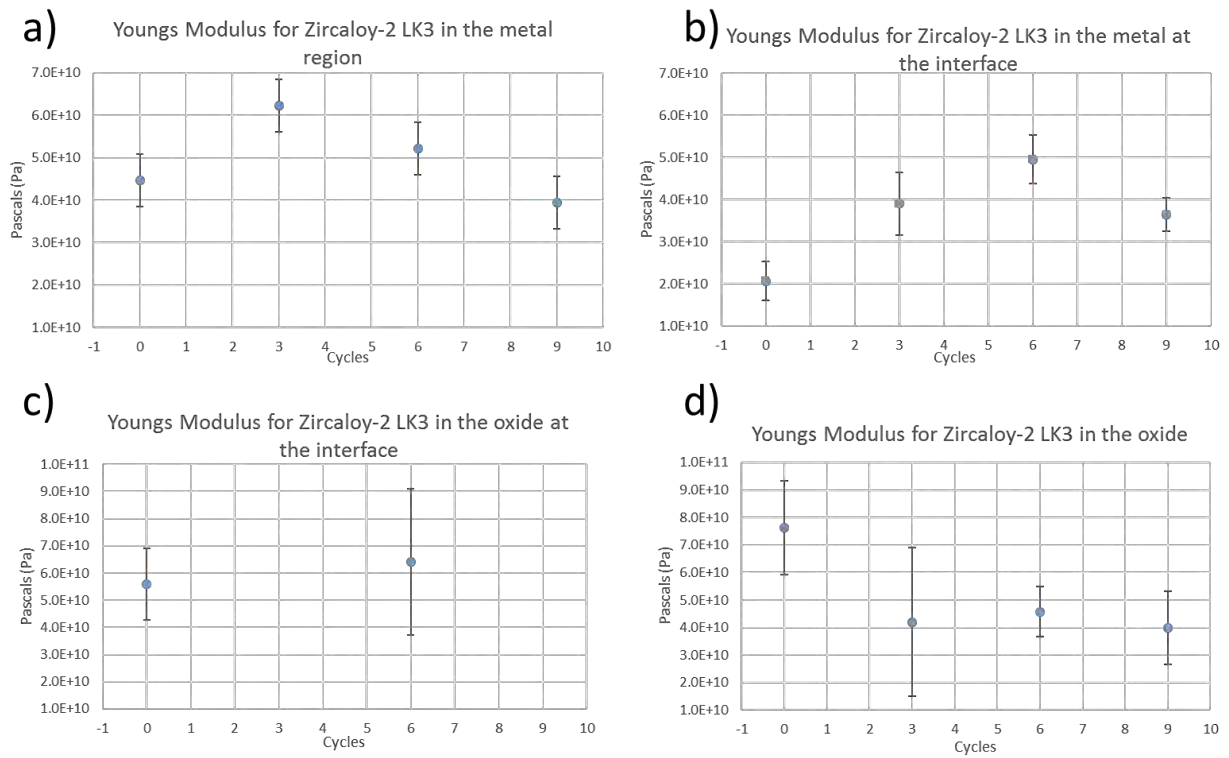 a)
Youngs Modulus for Zircaloy-2 LK3 in the metal
region
7.0E+10
6.0E+10
5.0E+10
4.0E+10
3.0E+10
2.0E+10
1.0E+10
Pascals (Pa)
-1 0 1 2 3 4 5 6 7 8 9 10
Cycles
b)
Youngs Modulus for Zircaloy-2 LK3 in the metal at
the interface
7.0E+10
6.0E+10
5.0E+10
4.0E+10
3.0E+10
2.0E+10
1.0E+10
Pascals (Pa)
-1 0 1 2 3 4 5 6 7 8 9 10
Cycles
c)
Youngs Modulus for Zircaloy-2 LK3 in the oxide at
the interface
1.0E+11
9.0E+10
8.0E+10
7.0E+10
6.0E+10
5.0E+10
4.0E+10
3.0E+10
2.0E+10
1.0E+10
Pascals (Pa)
-1 0 1 2 3 4 5 6 7 8 9 10
Cycles
d)
Youngs Modulus for Zircaloy-2 LK3 in the oxide
1.0E+11
9.0E+10
8.0E+10
7.0E+10
6.0E+10
5.0E+10
4.0E+10
3.0E+10
2.0E+10
1.0E+10
Pascals (Pa)
-1 0 1 2 3 4 5 6 7 8 9 10
Cycles